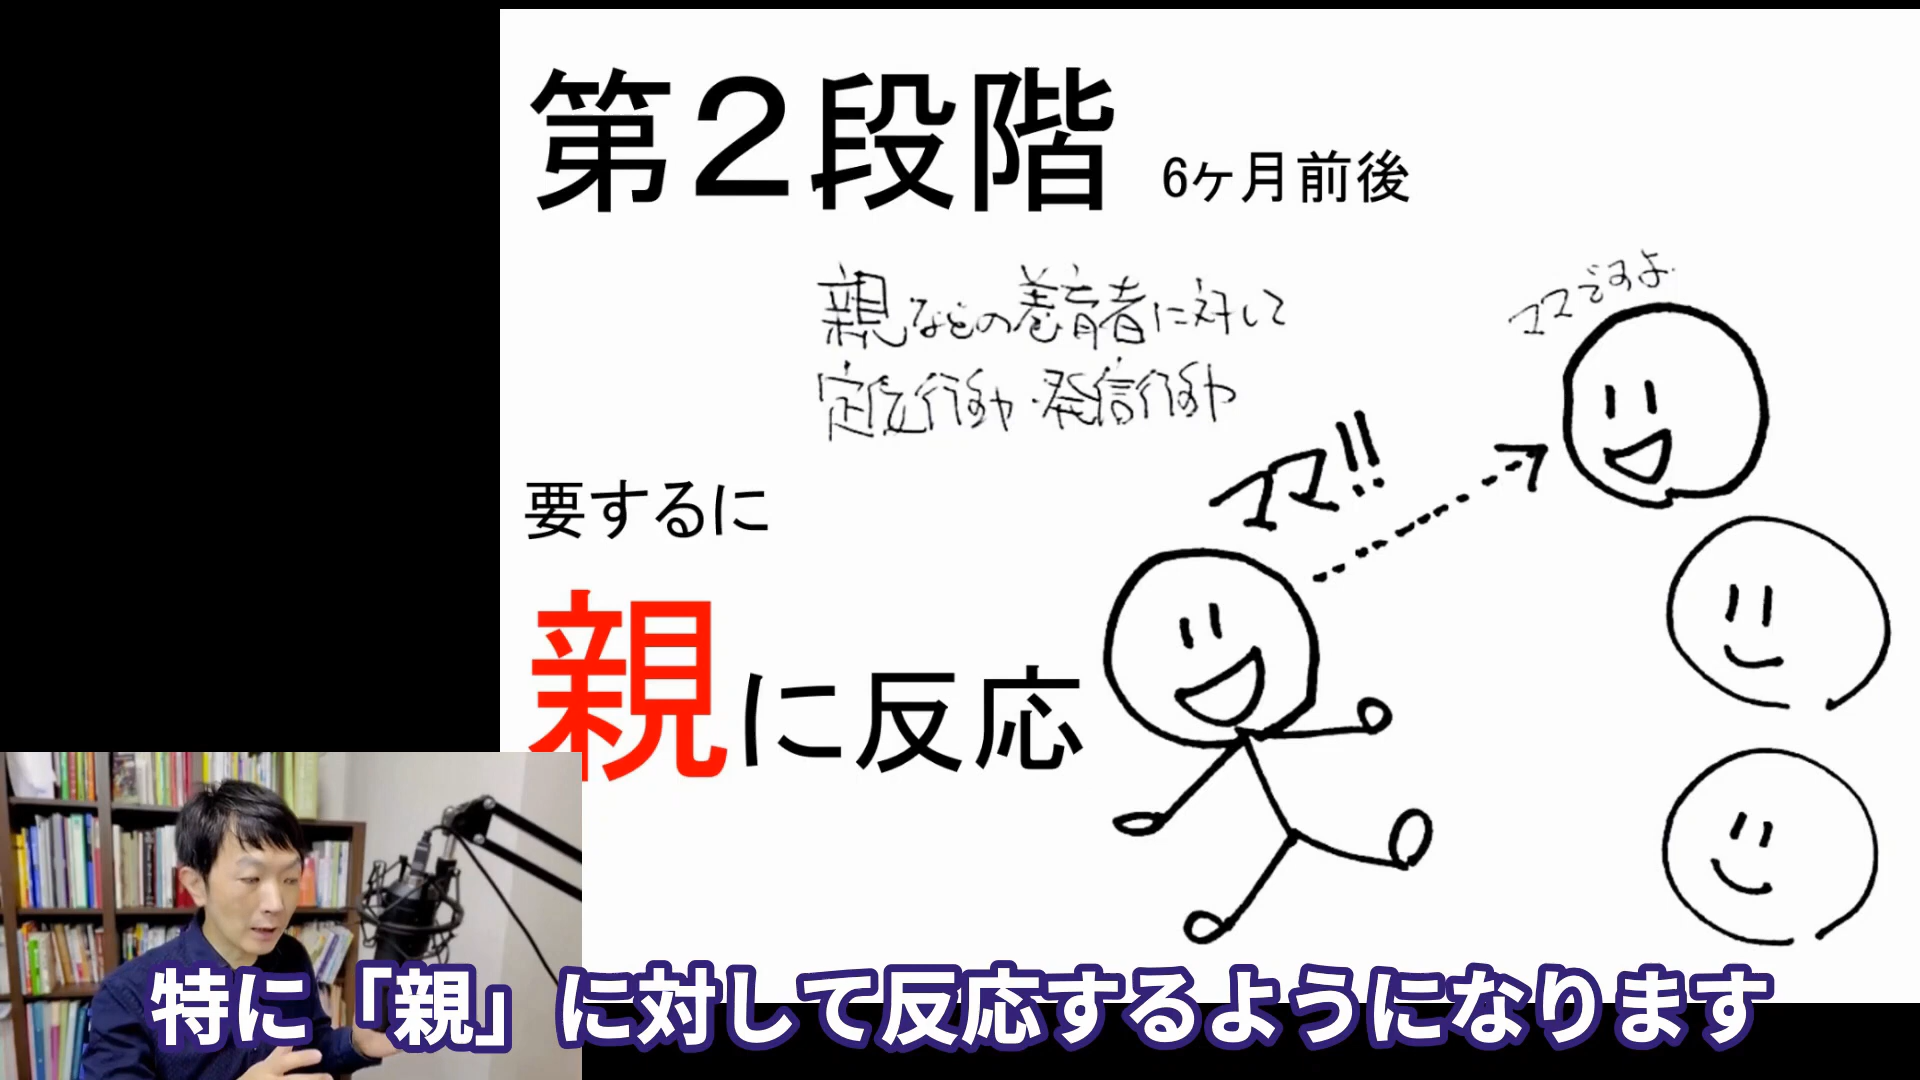 第2段階 6ヶ月前後
親などの養育者に対して
定位行動・発信行動
ママですよ
ママ!!
要するに
親に反応
特に「親」に対して反応するようになります